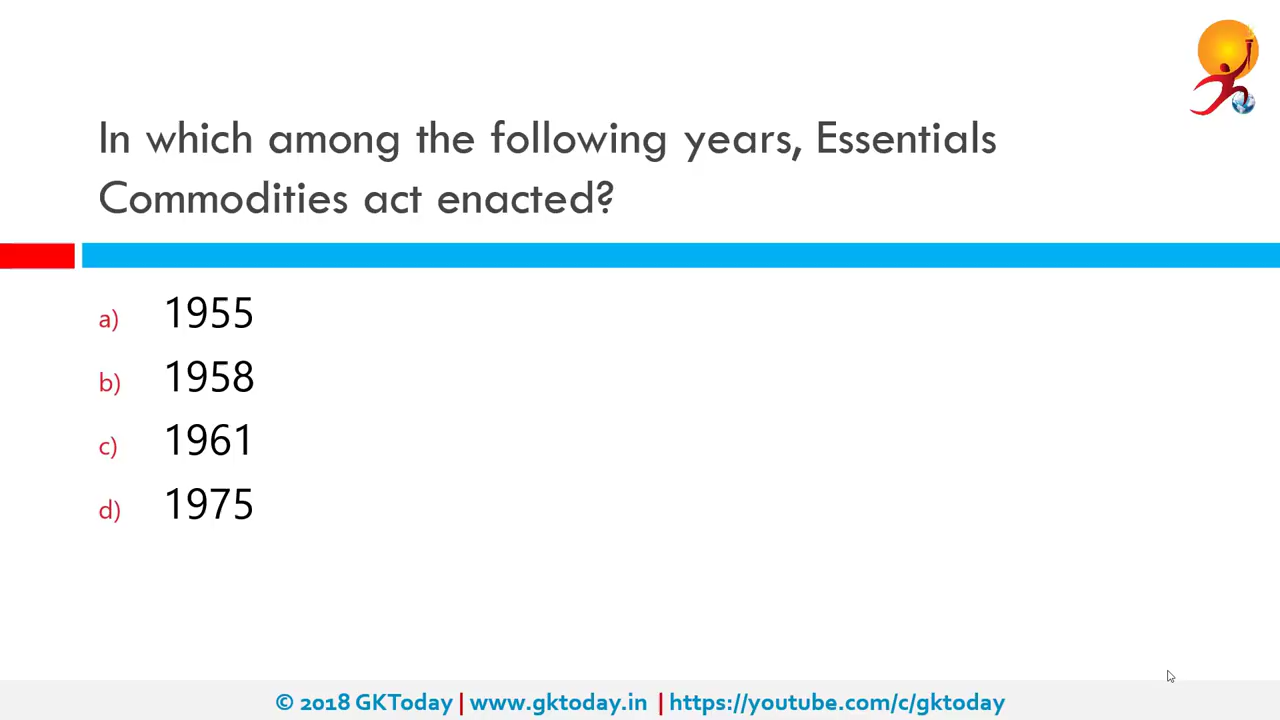 In which among the following years, Essentials
Commodities act enacted?
a) 1955
b) 1958
c) 1961
d) 1975
© 2018 GKToday | www.gktoday.in | https://youtube.com/c/gktoday